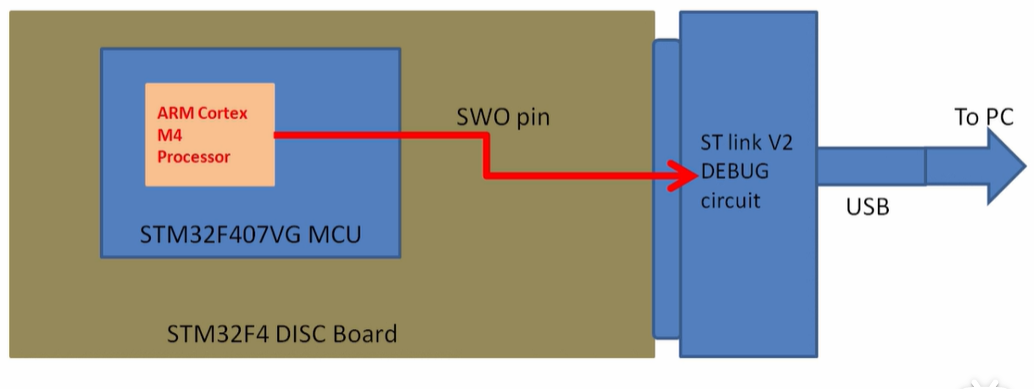 ARM Cortex
M4
Processor
STM32F407VG MCU
STM32F4 DISC Board
SWO pin
ST link V2
DEBUG
circuit
To PC
USB